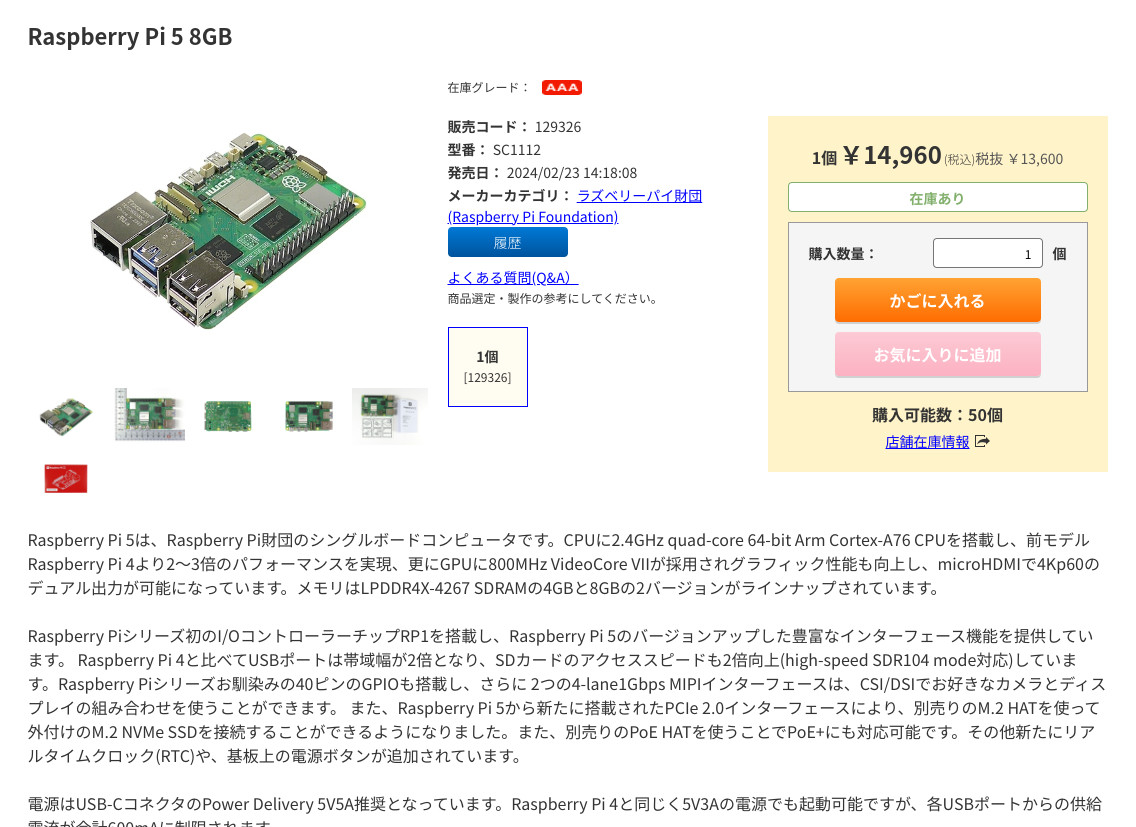 Raspberry Pi 5 8GB
在庫グレード： AAA
販売コード： 129326
型番： SC1112
発売日： 2024/02/23 14:18:08
メーカーカテゴリ： ラズベリーパイ財団
(Raspberry Pi Foundation)
履歴
よくある質問(Q&A）
商品選定・製作の参考にしてください。
1個
[129326]
1個 ￥14,960(税込)税抜 ￥13,600
在庫あり
購入数量： 1 個
かごに入れる
お気に入りに追加
購入可能数：50個
店舗在庫情報
Raspberry Pi 5は、Raspberry Pi財団のシングルボードコンピュータです。CPUに2.4GHz quad-core 64-bit Arm Cortex-A76 CPUを搭載し、前モデル
Raspberry Pi 4より2〜3倍のパフォーマンスを実現、更にGPUに800MHz VideoCore VIIが採用されグラフィック性能も向上し、microHDMIで4Kp60の
デュアル出力が可能になっています。メモリはLPDDR4X-4267 SDRAMの4GBと8GBの2バージョンがラインナップされています。
Raspberry Piシリーズ初のI/OコントローラーチップRP1を搭載し、Raspberry Pi 5のバージョンアップした豊富なインターフェース機能を提供してい
ます。 Raspberry Pi 4と比べてUSBポートは帯域幅が2倍となり、SDカードのアクセススピードも2倍向上(high-speed SDR104 mode対応)していま
す。Raspberry Piシリーズお馴染みの40ピンのGPIOも搭載し、さらに 2つの4-lane1Gbps MIPIインターフェースは、CSI/DSIでお好きなカメラとディス
プレイの組み合わせを使うことができます。 また、Raspberry Pi 5から新たに搭載されたPCIe 2.0インターフェースにより、別売りのM.2 HATを使って
外付けのM.2 NVMe SSDを接続することができるようになりました。また、別売りのPoE HATを使うことでPoE+にも対応可能です。その他新たにリア
ルタイムクロック(RTC)や、基板上の電源ボタンが追加されています。
電源はUSB-CコネクタのPower Delivery 5V5A推奨となっています。Raspberry Pi 4と同じく5V3Aの電源でも起動可能ですが、各USBポートからの供給
電流が合計600mAに制限されます。